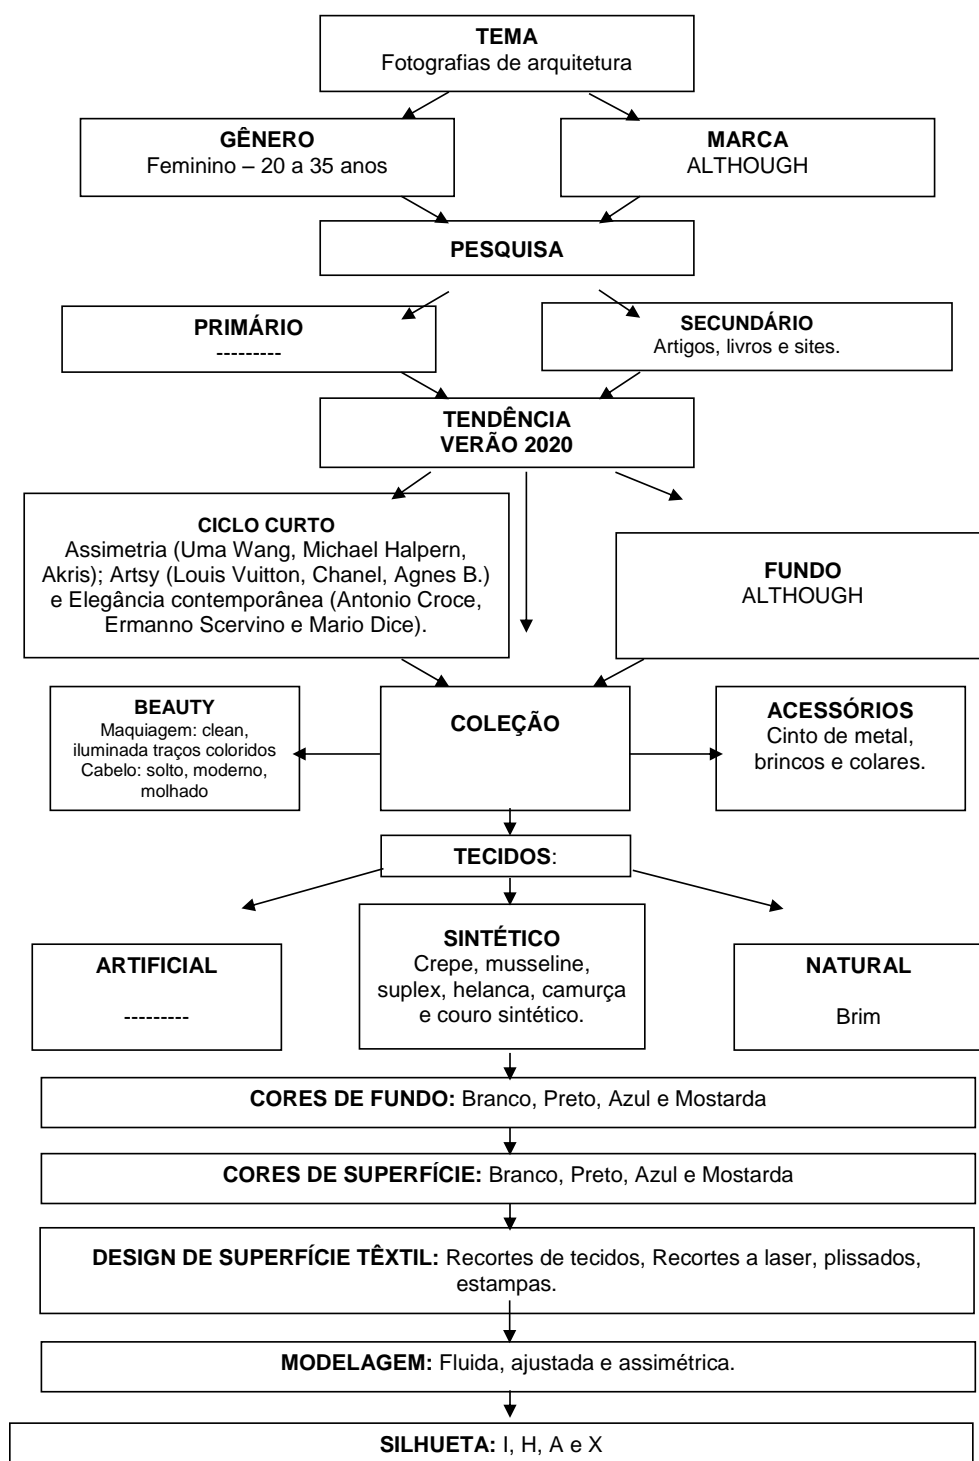 TEMA
Fotografias de arquitetura
GÊNERO
Feminino – 20 a 35 anos
MARCA
ALTHOUGH
PESQUISA
PRIMÁRIO
---------
SECUNDÁRIO
Artigos, livros e sites.
TENDÊNCIA
VERÃO 2020
CICLO CURTO
Assimetria (Uma Wang, Michael Halpern,
Akris); Artsy (Louis Vuitton, Chanel, Agnes B.)
e Elegância contemporânea (Antonio Croce,
Ermanno Scervino e Mario Dice).
FUNDO
ALTHOUGH
BEAUTY
Maquiagem: clean,
iluminada traços coloridos
Cabelo: solto, moderno,
molhado
COLEÇÃO
ACESSÓRIOS
Cinto de metal,
brincos e colares.
TECIDOS:
ARTIFICIAL
---------
SINTÉTICO
Crepe, musseline,
suplex, helanca, camurça
e couro sintético.
NATURAL
Brim
CORES DE FUNDO: Branco, Preto, Azul e Mostarda
CORES DE SUPERFÍCIE: Branco, Preto, Azul e Mostarda
DESIGN DE SUPERFÍCIE TÊXTIL: Recortes de tecidos, Recortes a laser, plissados,
estampas.
MODELAGEM: Fluida, ajustada e assimétrica.
SILHUETA: I, H, A e X